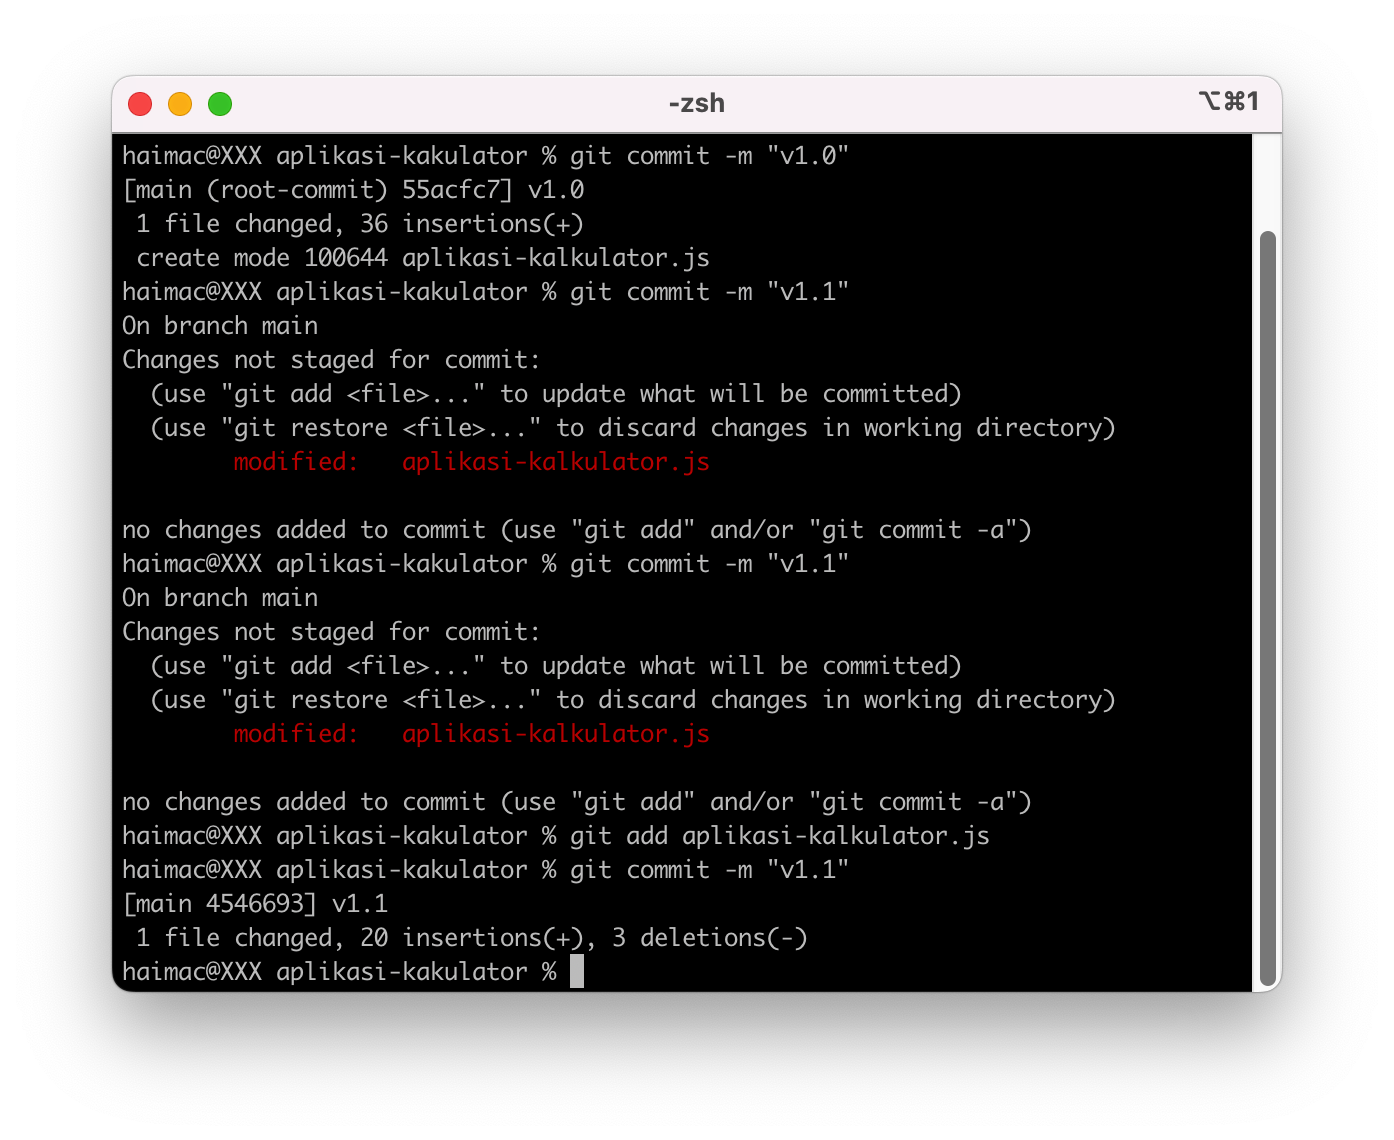 -zsh
⌥⌘1
haimac@XXX aplikasi-kakulator % git commit -m "v1.0"
[main (root-commit) 55acfc7] v1.0
 1 file changed, 36 insertions(+)
 create mode 100644 aplikasi-kalkulator.js
haimac@XXX aplikasi-kakulator % git commit -m "v1.1"
On branch main
Changes not staged for commit:
  (use "git add <file>..." to update what will be committed)
  (use "git restore <file>..." to discard changes in working directory)
        modified:   aplikasi-kalkulator.js

no changes added to commit (use "git add" and/or "git commit -a")
haimac@XXX aplikasi-kakulator % git commit -m "v1.1"
On branch main
Changes not staged for commit:
  (use "git add <file>..." to update what will be committed)
  (use "git restore <file>..." to discard changes in working directory)
        modified:   aplikasi-kalkulator.js

no changes added to commit (use "git add" and/or "git commit -a")
haimac@XXX aplikasi-kakulator % git add aplikasi-kalkulator.js
haimac@XXX aplikasi-kakulator % git commit -m "v1.1"
[main 4546693] v1.1
 1 file changed, 20 insertions(+), 3 deletions(-)
haimac@XXX aplikasi-kakulator %